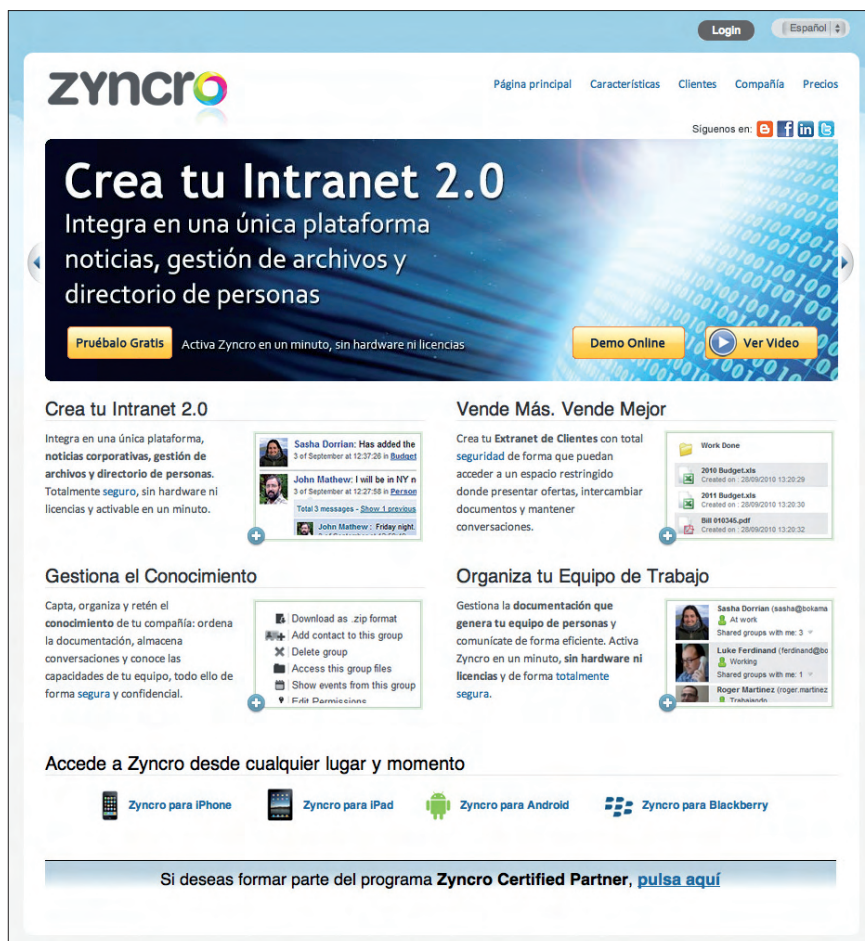 Login
Español
zyncro
Página principal Características Clientes Compañía Precios
Síguenos en:
Crea tu Intranet 2.0
Integra en una única plataforma
noticias, gestión de archivos y
directorio de personas
Pruébalo Gratis Activa Zyncro en un minuto, sin hardware ni licencias Demo Online Ver Video
Crea tu Intranet 2.0
Integra en una única plataforma,
noticias corporativas, gestión de
archivos y directorio de personas.
Totalmente seguro, sin hardware ni
licencias y activable en un minuto.
Sasha Dorrian: Has added the
3 of September at 12:37:26 in Budget
John Mathew: I will be in NY n
3 of September at 12:27:58 in Person
Total 3 messages - Show 1 previous
John Mathew : Friday night
Vende Más. Vende Mejor
Crea tu Extranet de Clientes con total
seguridad de forma que puedan
acceder a un espacio restringido
donde presentar ofertas, intercambiar
documentos y mantener
conversaciones.
Work Done
2010 Budget.xls
Created on : 28/09/2010 13:20:29
2011 Budget.xls
Created on : 28/09/2010 13:20:30
Bill 010345.pdf
Created on : 28/09/2010 13:20:32
Gestiona el Conocimiento
Capta, organiza y retén el
conocimiento de tu compañía: ordena
la documentación, almacena
conversaciones y conoce las
capacidades de tu equipo, todo ello de
forma segura y confidencial.
Download as .zip format
Add contact to this group
Delete group
Access this group files
Show events from this group
Edit Permissions
Organiza tu Equipo de Trabajo
Gestiona la documentación que
genera tu equipo de personas y
comunícate de forma eficiente. Activa
Zyncro en un minuto, sin hardware ni
licencias y de forma totalmente
segura.
Sasha Dorrian (sasha@bokama
At work
Shared groups with me: 3
Luke Ferdinand (ferdinand@bo
Working
Shared groups with me: 1
Roger Martinez (roger.martinez
Trabajando
Accede a Zyncro desde cualquier lugar y momento
Zyncro para iPhone Zyncro para iPad Zyncro para Android Zyncro para Blackberry
Si deseas formar parte del programa Zyncro Certified Partner, pulsa aquí